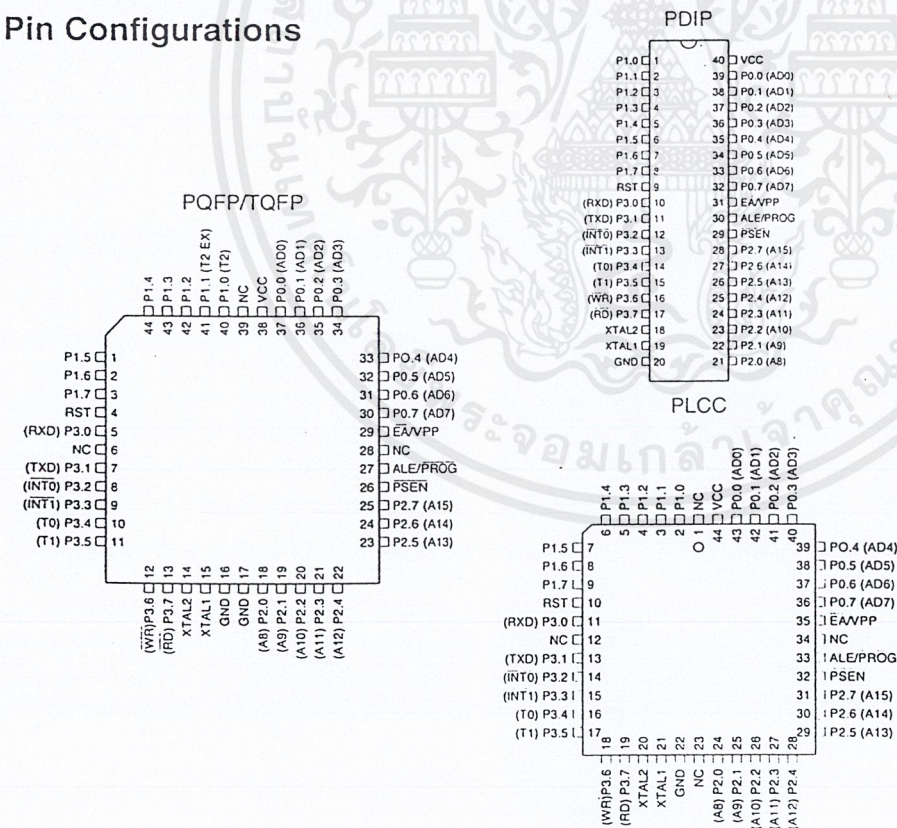 Pin Configurations
PDIP
P1.0 1
P1.1 2
P1.2 3
P1.3 4
P1.4 5
P1.5 6
P1.6 7
P1.7 8
RST 9
(RXD) P3.0 10
(TXD) P3.1 11
(INT0) P3.2 12
(INT1) P3.3 13
(T0) P3.4 14
(T1) P3.5 15
(WR) P3.6 16
(RD) P3.7 17
XTAL2 18
XTAL1 19
GND 20
40 VCC
39 P0.0 (AD0)
38 P0.1 (AD1)
37 P0.2 (AD2)
36 P0.3 (AD3)
35 P0.4 (AD4)
34 P0.5 (AD5)
33 P0.6 (AD6)
32 P0.7 (AD7)
31 EA/VPP
30 ALE/PROG
29 PSEN
28 P2.7 (A15)
27 P2.6 (A14)
26 P2.5 (A13)
25 P2.4 (A12)
24 P2.3 (A11)
23 P2.2 (A10)
22 P2.1 (A9)
21 P2.0 (A8)
PQFP/TQFP
44 P1.4
43 P1.3
42 P1.2
41 P1.1 (T2 EX)
40 P1.0 (T2)
39 NC
38 VCC
37 P0.0 (AD0)
36 P0.1 (AD1)
35 P0.2 (AD2)
34 P0.3 (AD3)
P1.5 1
P1.6 2
P1.7 3
RST 4
(RXD) P3.0 5
NC 6
(TXD) P3.1 7
(INT0) P3.2 8
(INT1) P3.3 9
(T0) P3.4 10
(T1) P3.5 11
33 PO.4 (AD4)
32 P0.5 (AD5)
31 P0.6 (AD6)
30 P0.7 (AD7)
29 EA/VPP
28 NC
27 ALE/PROG
26 PSEN
25 P2.7 (A15)
24 P2.6 (A14)
23 P2.5 (A13)
(WR)P3.6 12
(RD) P3.7 13
XTAL2 14
XTAL1 15
GND 16
GND 17
(A8) P2.0 18
(A9) P2.1 19
(A10) P2.2 20
(A11) P2.3 21
(A12) P2.4 22
PLCC
6 P1.4
5 P1.3
4 P1.2
3 P1.1
2 P1.0
1 NC
44 VCC
43 P0.0 (AD0)
42 P0.1 (AD1)
41 P0.2 (AD2)
40 P0.3 (AD3)
P1.5 7
P1.6 8
P1.7 9
RST 10
(RXD) P3.0 11
NC 12
(TXD) P3.1 13
(INT0) P3.2 14
(INT1) P3.3 15
(T0) P3.4 16
(T1) P3.5 17
39 PO.4 (AD4)
38 P0.5 (AD5)
37 P0.6 (AD6)
36 P0.7 (AD7)
35 EA/VPP
34 NC
33 ALE/PROG
32 PSEN
31 P2.7 (A15)
30 P2.6 (A14)
29 P2.5 (A13)
(WR)P3.6 18
(RD) P3.7 19
XTAL2 20
XTAL1 21
GND 22
NC 23
(A8) P2.0 24
(A9) P2.1 25
(A10) P2.2 26
(A11) P2.3 27
(A12) P2.4 28